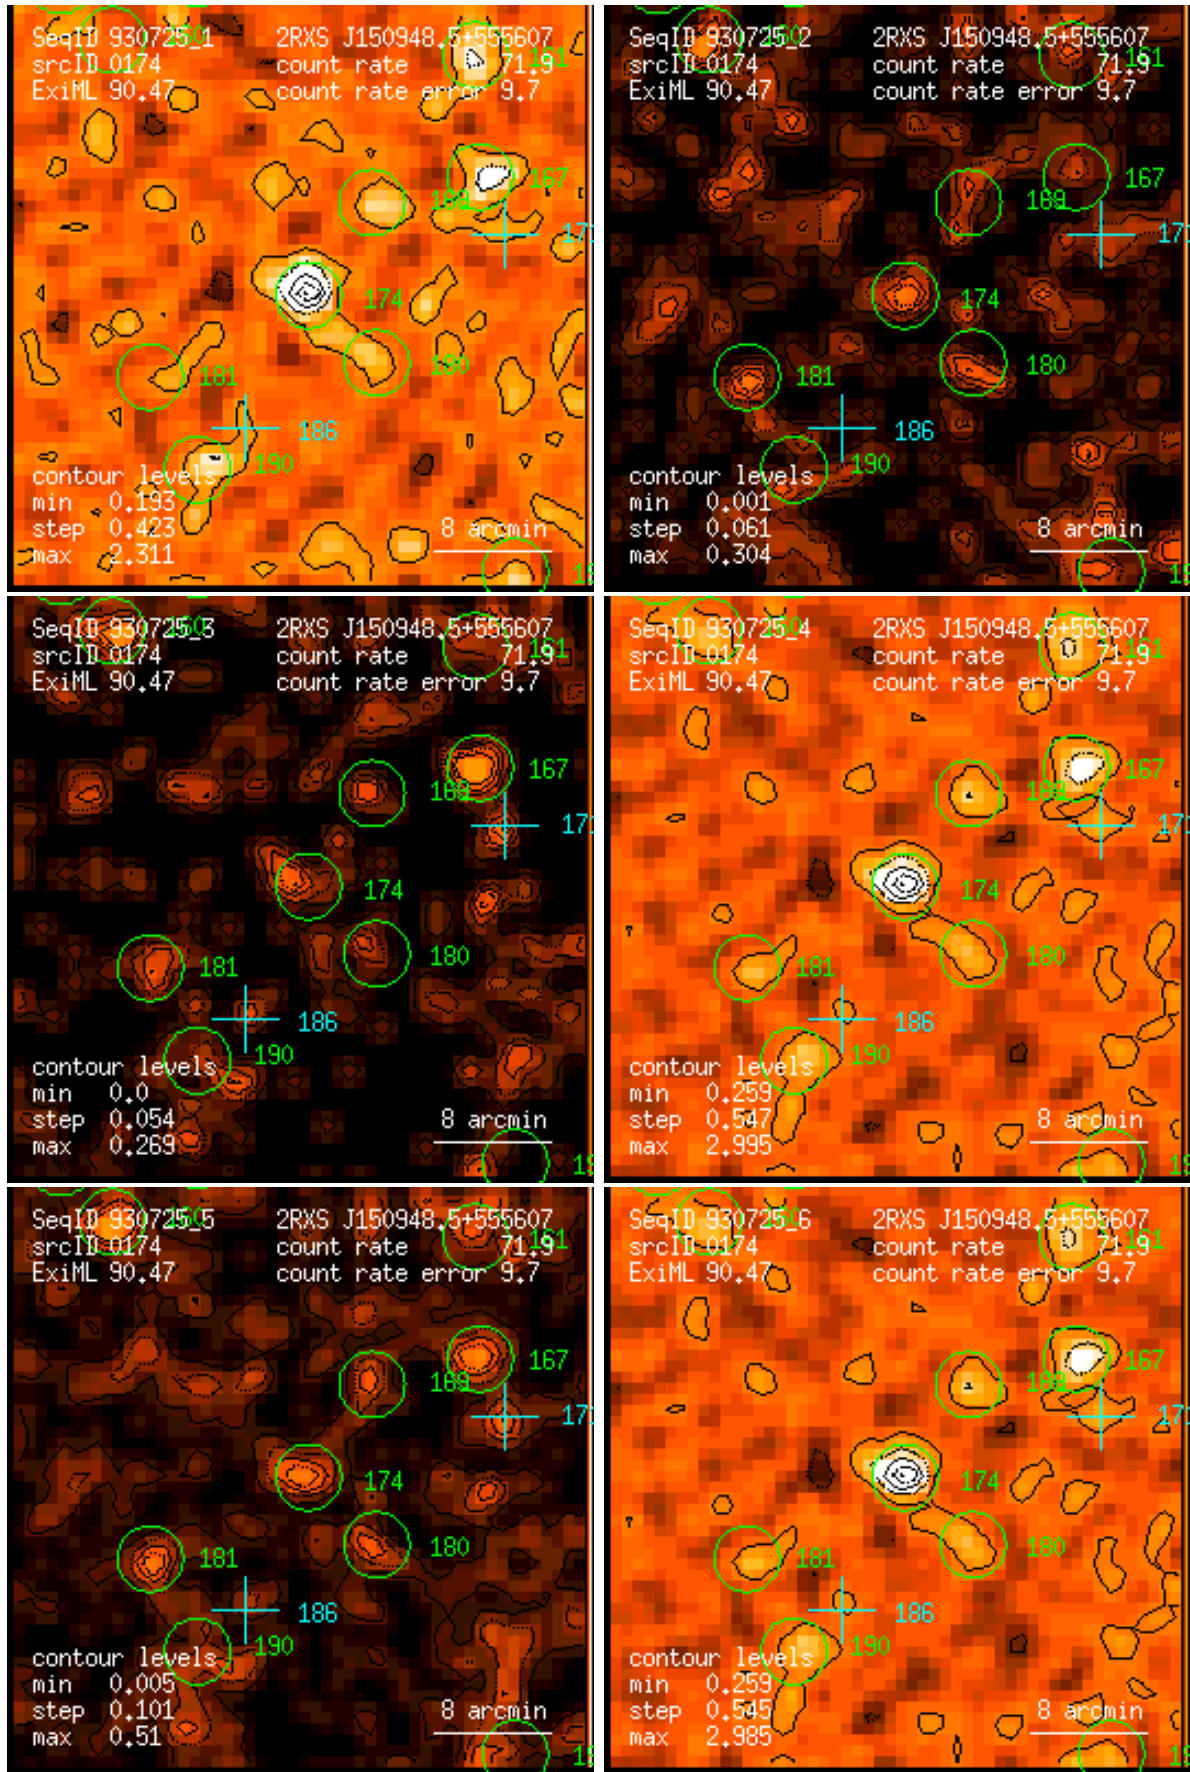 SeqID 930725_1 2RXS J150948.5+555607
srcID 0174 count rate 71.9
ExiML 90.47 count rate error 9.7
161
167
189
174
180
181
186
190
contour levels
min 0.193
step 0.423
max 2.311
8 arcmin
SeqID 930725_2 2RXS J150948.5+555607
srcID 0174 count rate 71.9
ExiML 90.47 count rate error 9.7
161
167
189
174
180
181
186
190
contour levels
min 0.001
step 0.061
max 0.304
8 arcmin
SeqID 930725_3 2RXS J150948.5+555607
srcID 0174 count rate 71.9
ExiML 90.47 count rate error 9.7
161
167
189
174
180
181
186
190
contour levels
min 0.0
step 0.054
max 0.269
8 arcmin
SeqID 930725_4 2RXS J150948.5+555607
srcID 0174 count rate 71.9
ExiML 90.47 count rate error 9.7
161
167
189
174
180
181
186
190
contour levels
min 0.259
step 0.547
max 2.995
8 arcmin
SeqID 930725_5 2RXS J150948.5+555607
srcID 0174 count rate 71.9
ExiML 90.47 count rate error 9.7
161
167
189
174
180
181
186
190
contour levels
min 0.005
step 0.101
max 0.51
8 arcmin
SeqID 930725_6 2RXS J150948.5+555607
srcID 0174 count rate 71.9
ExiML 90.47 count rate error 9.7
161
167
189
174
180
181
186
190
contour levels
min 0.259
step 0.545
max 2.985
8 arcmin